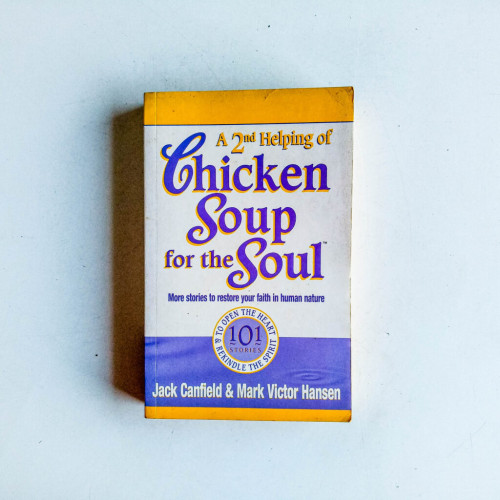 A 2nd Helping of
Chicken
Soup
for the Soul™
More stories to restore your faith in human nature
TO OPEN THE HEART
101
STORIES
& REKINDLE THE SPIRIT
Jack Canfield & Mark Victor Hansen